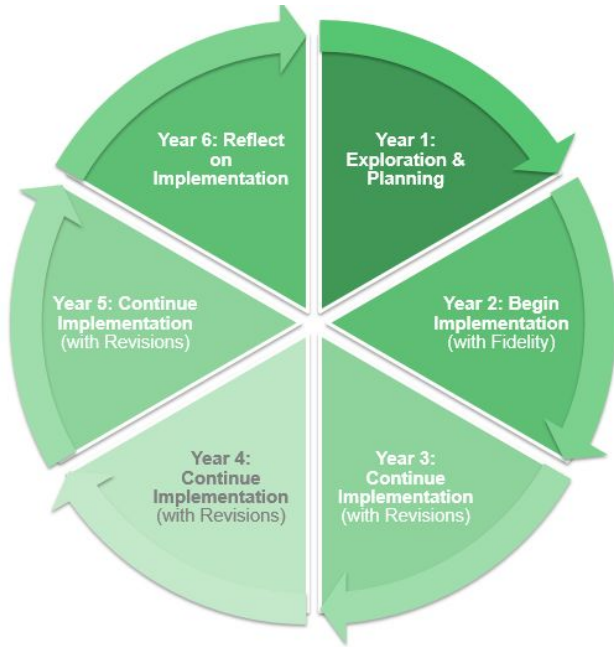 Year 1:
Exploration &
Planning
Year 2: Begin
Implementation
(with Fidelity)
Year 3:
Continue
Implementation
(with Revisions)
Year 4:
Continue
Implementation
(with Revisions)
Year 5: Continue
Implementation
(with Revisions)
Year 6: Reflect
on
Implementation